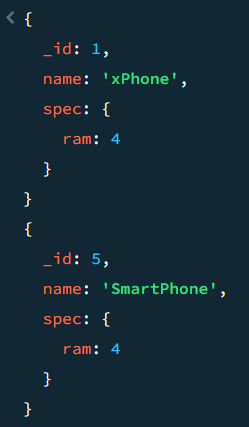 {
  _id: 1,
  name: 'xPhone',
  spec: {
    ram: 4
  }
}
{
  _id: 5,
  name: 'SmartPhone',
  spec: {
    ram: 4
  }
}